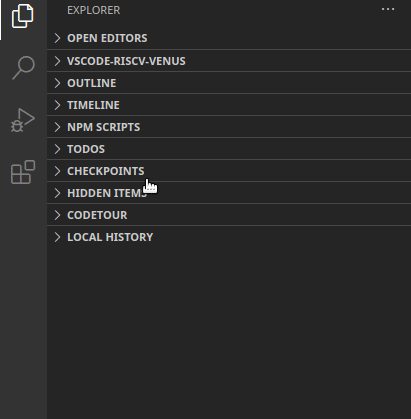 EXPLORER
OPEN EDITORS
VSCODE-RISCV-VENUS
OUTLINE
TIMELINE
NPM SCRIPTS
TODOS
CHECKPOINTS
HIDDEN ITEMS
CODETOUR
LOCAL HISTORY